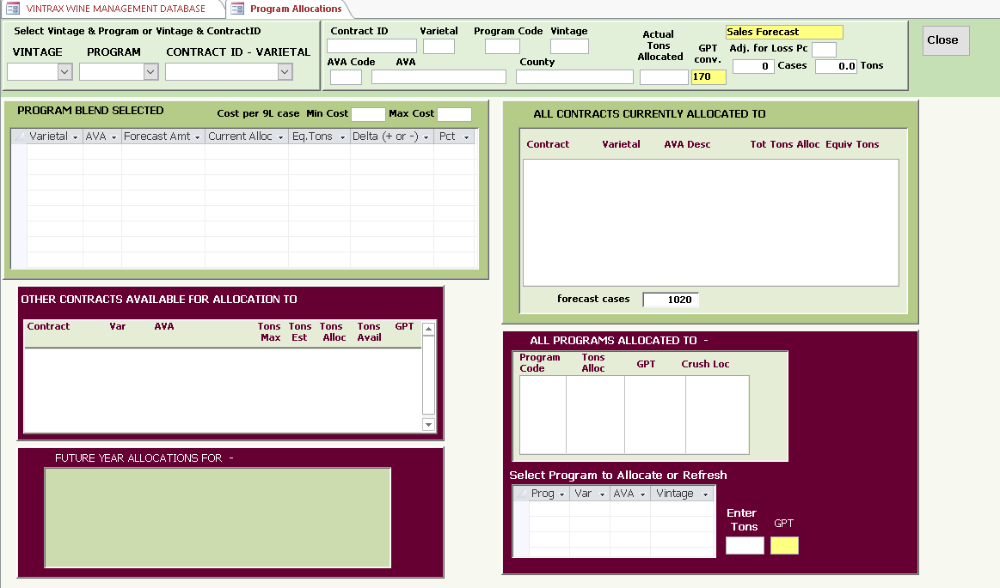 VINTRAX WINE MANAGEMENT DATABASE
Program Allocations
Select Vintage & Program or Vintage & ContractID
VINTAGE PROGRAM CONTRACT ID - VARIETAL
Contract ID Varietal Program Code Vintage
AVA Code AVA County
Actual
Tons
Allocated
GPT
conv.
170
Sales Forecast
Adj. for Loss Pc
0 Cases 0.0 Tons
Close
PROGRAM BLEND SELECTED
Cost per 9L case Min Cost Max Cost
Varietal AVA Forecast Amt Current Alloc Eq.Tons Delta (+ or -) Pct
ALL CONTRACTS CURRENTLY ALLOCATED TO
Contract Varietal AVA Desc Tot Tons Alloc Equiv Tons
forecast cases 1020
OTHER CONTRACTS AVAILABLE FOR ALLOCATION TO
Contract Var AVA Tons Tons Tons Tons GPT
Max Est Alloc Avail
ALL PROGRAMS ALLOCATED TO -
Program Tons GPT Crush Loc
Code Alloc
FUTURE YEAR ALLOCATIONS FOR -
Select Program to Allocate or Refresh
Prog Var AVA Vintage
Enter
Tons
GPT